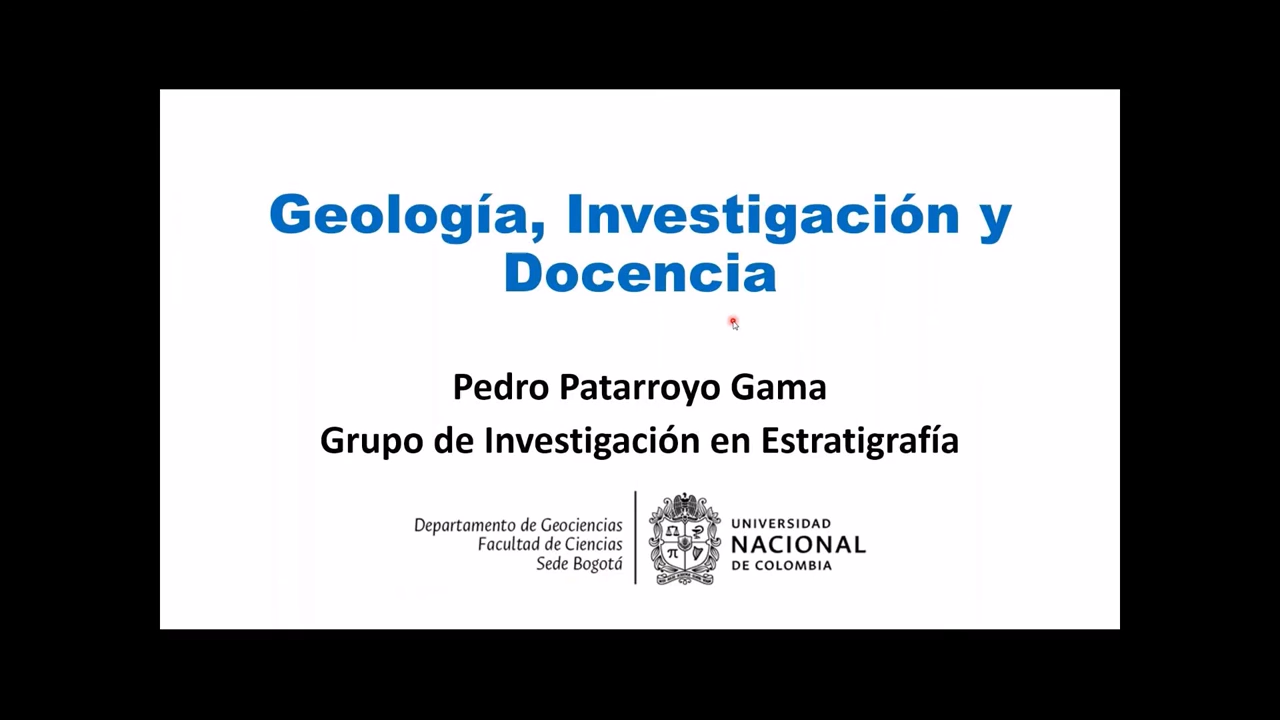 Geología, Investigación y
Docencia
Pedro Patarroyo Gama
Grupo de Investigación en Estratigrafía
Departamento de Geociencias
Facultad de Ciencias
Sede Bogotá
UNIVERSIDAD
NACIONAL
DE COLOMBIA